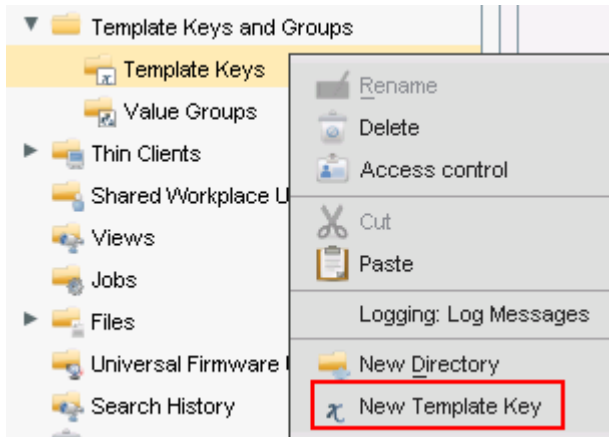 Template Keys and Groups
Template Keys
Value Groups
Thin Clients
Shared Workplace U
Views
Jobs
Files
Universal Firmware
Search History
Rename
Delete
Access control
Cut
Paste
Logging: Log Messages
New Directory
New Template Key